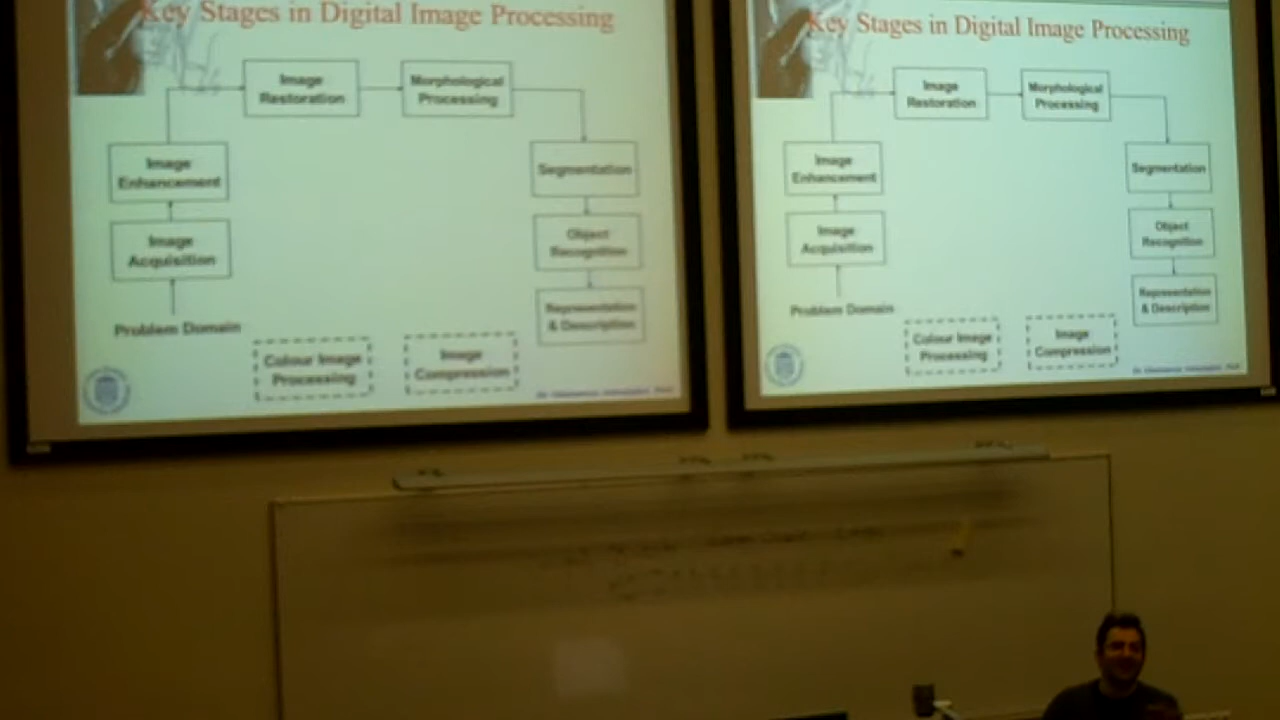 Key Stages in Digital Image Processing
Image
Restoration
Morphological
Processing
Image
Enhancement
Segmentation
Image
Acquisition
Object
Recognition
Representation
& Description
Problem Domain
Colour Image
Processing
Image
Compression
Key Stages in Digital Image Processing
Image
Restoration
Morphological
Processing
Image
Enhancement
Segmentation
Image
Acquisition
Object
Recognition
Representation
& Description
Problem Domain
Colour Image
Processing
Image
Compression